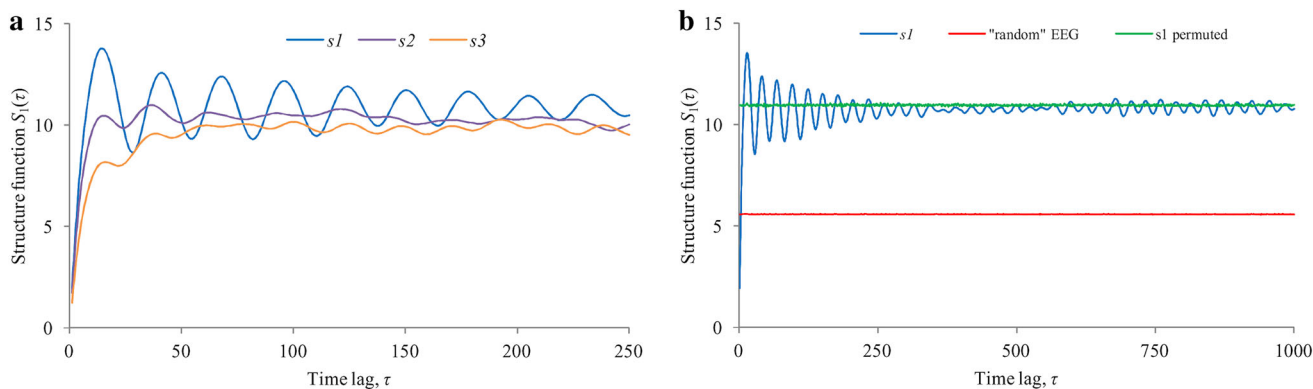 a
s1 s2 s3
Structure function S1(τ)
15
10
5
0
0 50 100 150 200 250
Time lag, τ
b
s1 "random" EEG s1 permuted
Structure function S1(τ)
15
10
5
0
0 250 500 750 1000
Time lag, τ